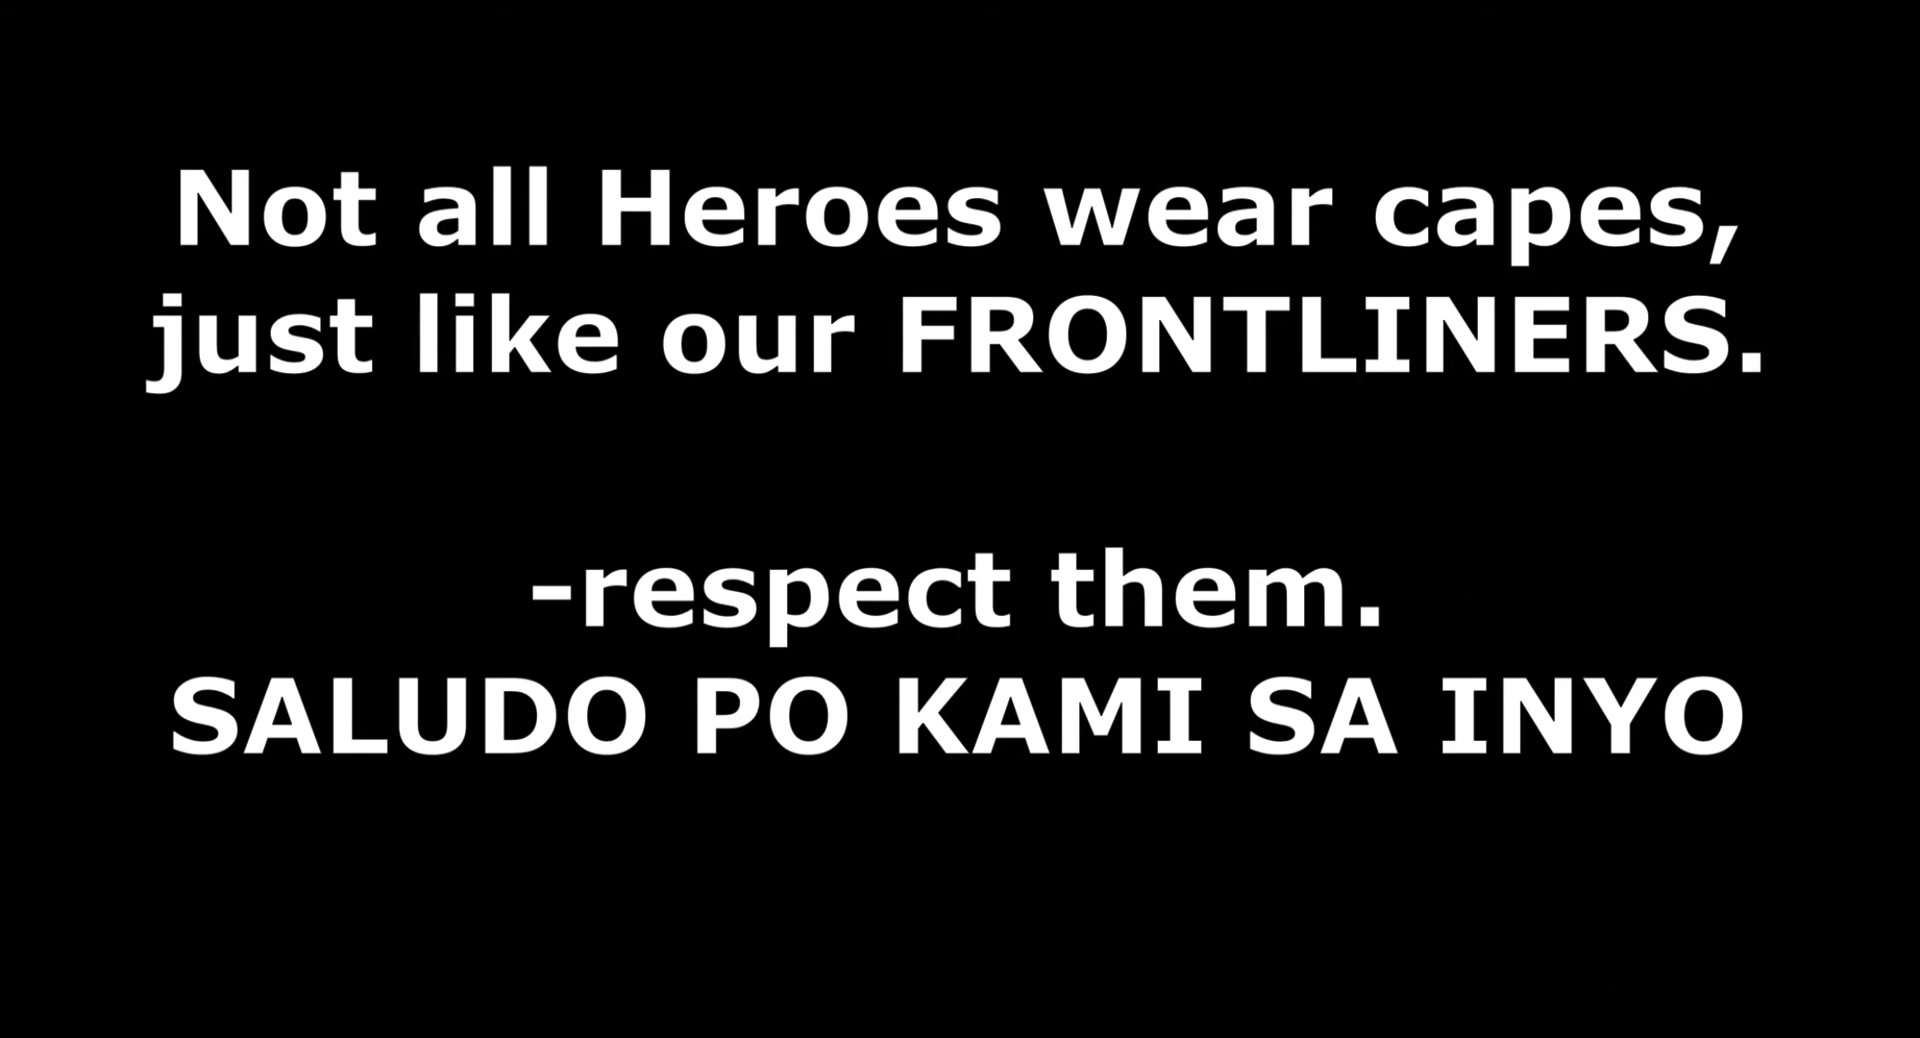 Not all Heroes wear capes,
just like our FRONTLINERS.
-respect them.
SALUDO PO KAMI SA INYO